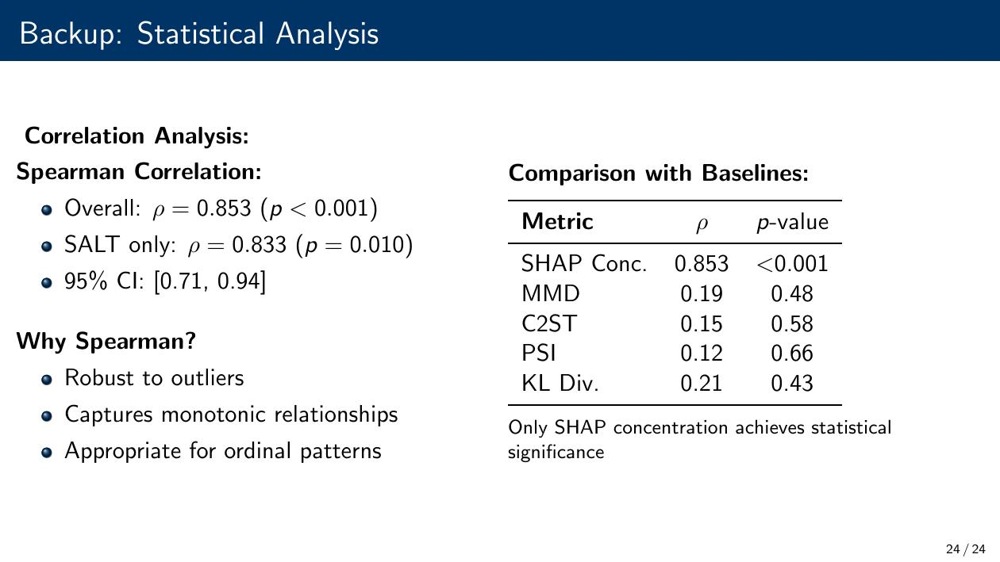 Backup: Statistical Analysis
Correlation Analysis:
Spearman Correlation:
Overall: ρ = 0.853 (p < 0.001)
SALT only: ρ = 0.833 (p = 0.010)
95% CI: [0.71, 0.94]
Why Spearman?
Robust to outliers
Captures monotonic relationships
Appropriate for ordinal patterns
Comparison with Baselines:
Metric ρ p-value
SHAP Conc. 0.853 <0.001
MMD 0.19 0.48
C2ST 0.15 0.58
PSI 0.12 0.66
KL Div. 0.21 0.43
Only SHAP concentration achieves statistical
significance
24 / 24